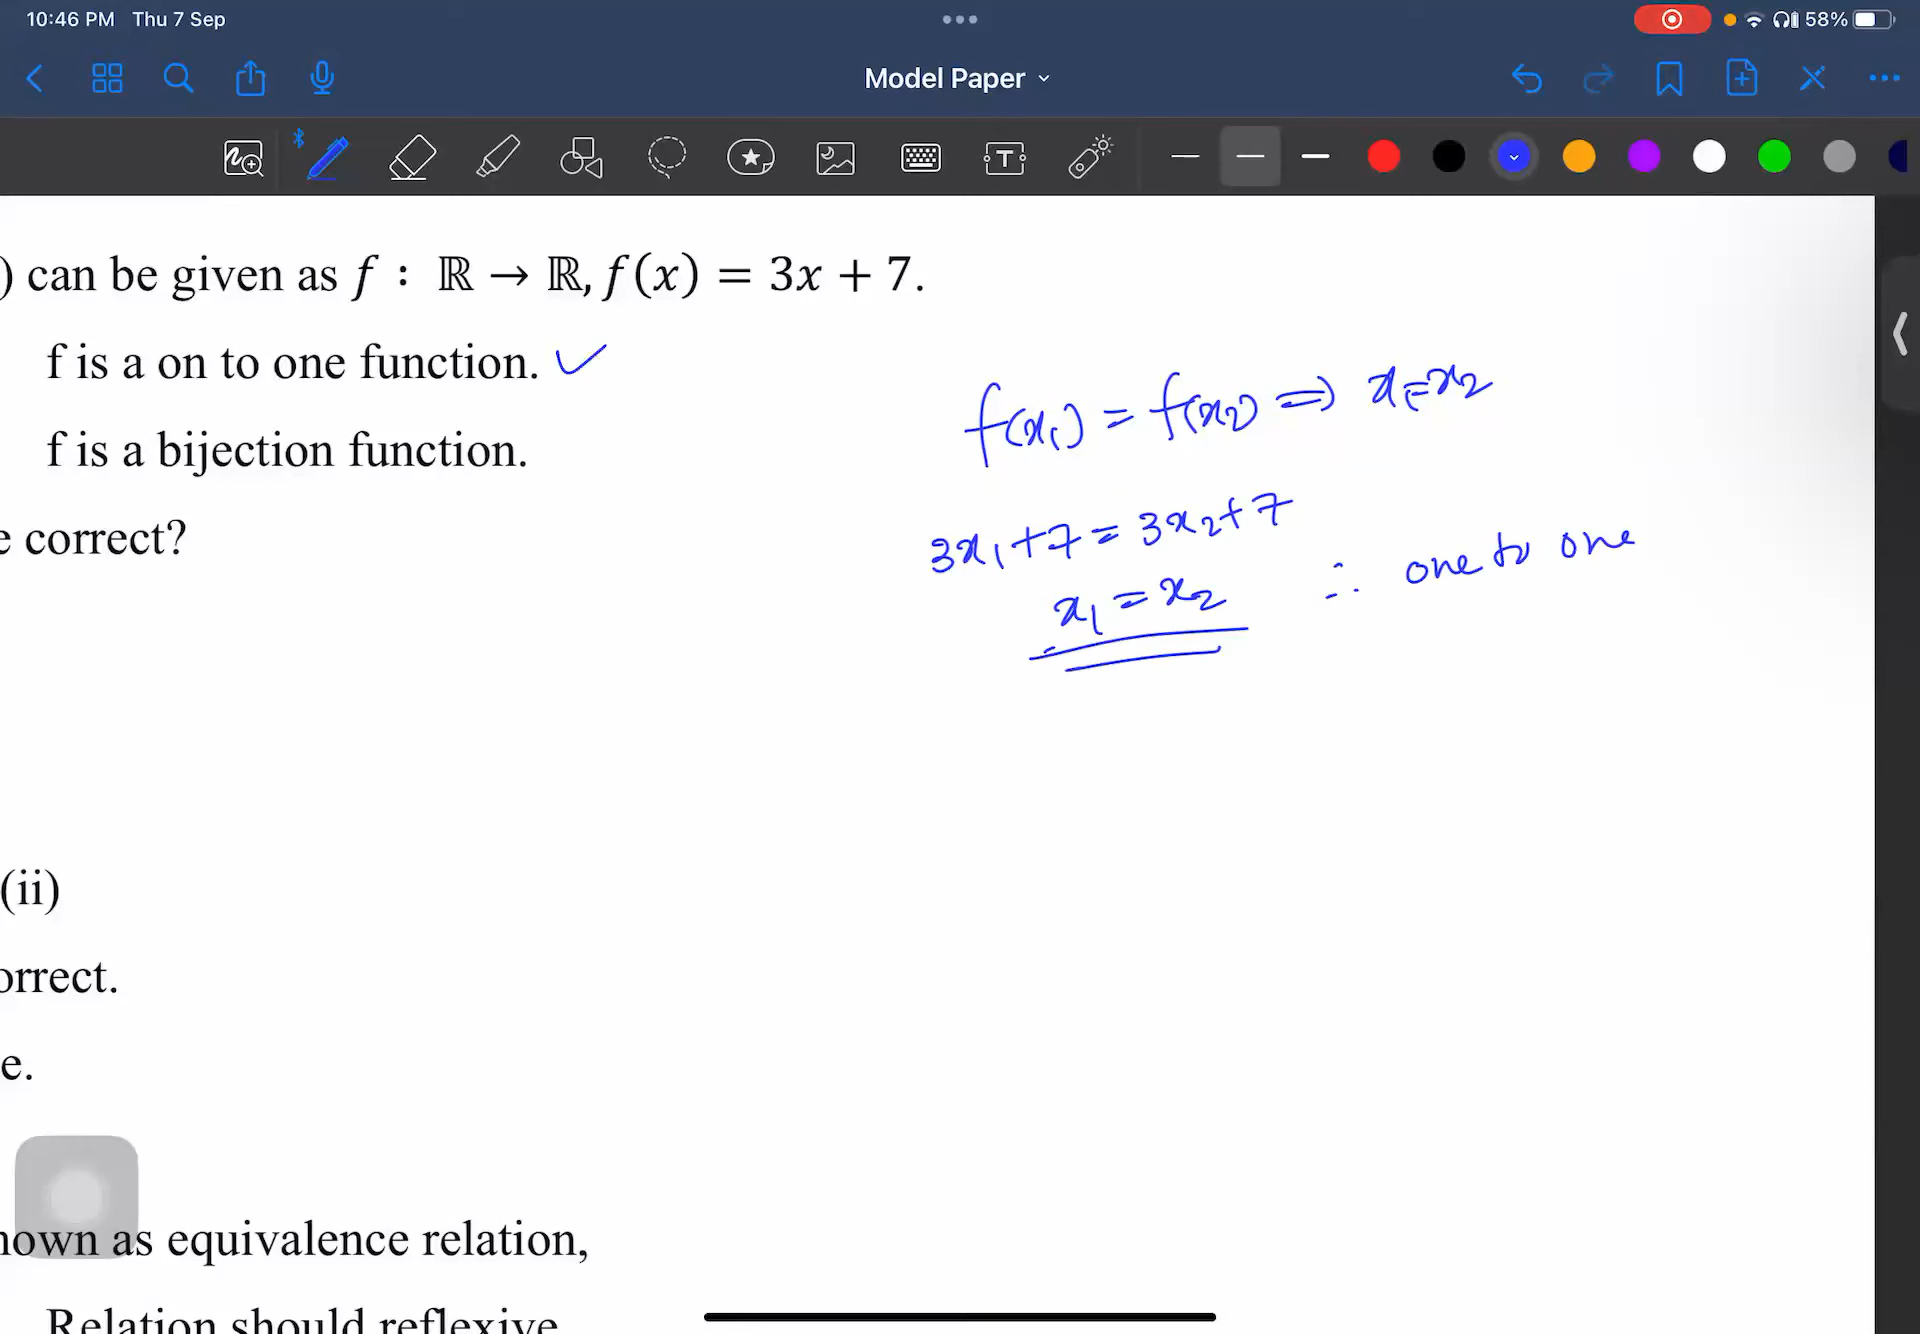 10:46 PM Thu 7 Sep
58%
Model Paper
T
) can be given as f : ℝ → ℝ, f(x) = 3x + 7.
f is a on to one function. ✓
f(x₁) = f(x₂) ⇒ x₁=x₂
f is a bijection function.
3x₁+7 = 3x₂+7
e correct?
∴ one to one
x₁ = x₂
(ii)
orrect.
e.
nown as equivalence relation,
Relation should reflexive